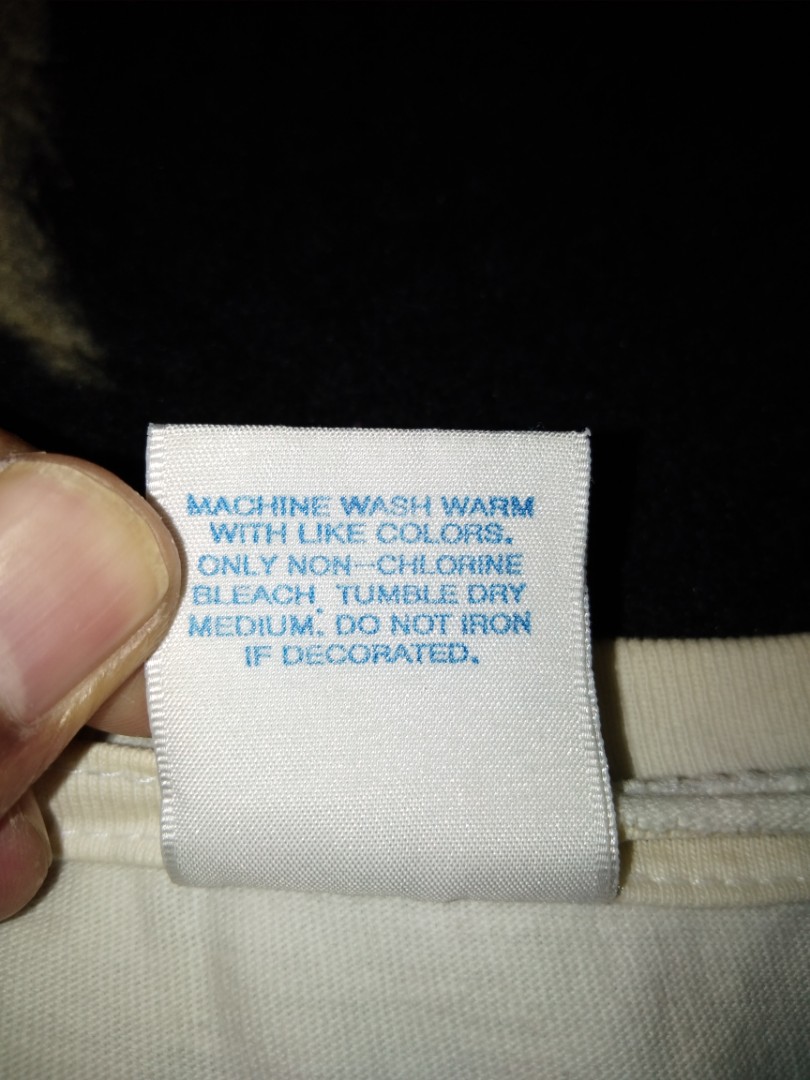 MACHINE WASH WARM
WITH LIKE COLORS.
ONLY NON-CHLORINE
BLEACH. TUMBLE DRY
MEDIUM. DO NOT IRON
IF DECORATED.